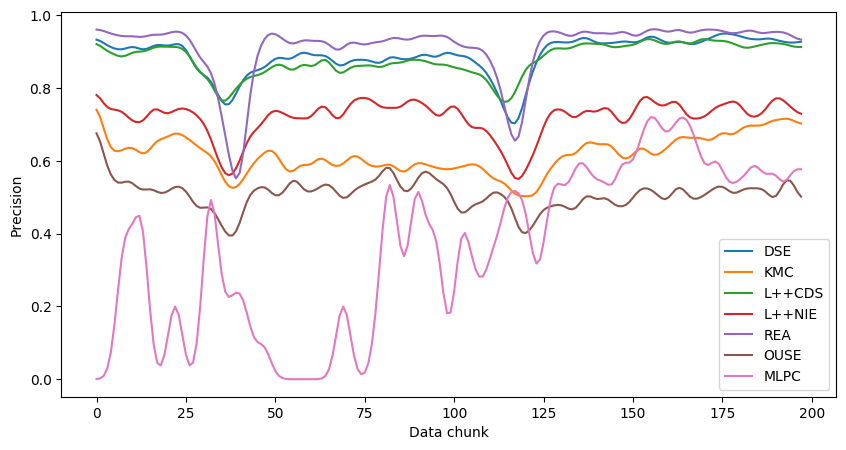 Precision
1.0
0.8
0.6
0.4
0.2
0.0
0 25 50 75 100 125 150 175 200
Data chunk
DSE
KMC
L++CDS
L++NIE
REA
OUSE
MLPC